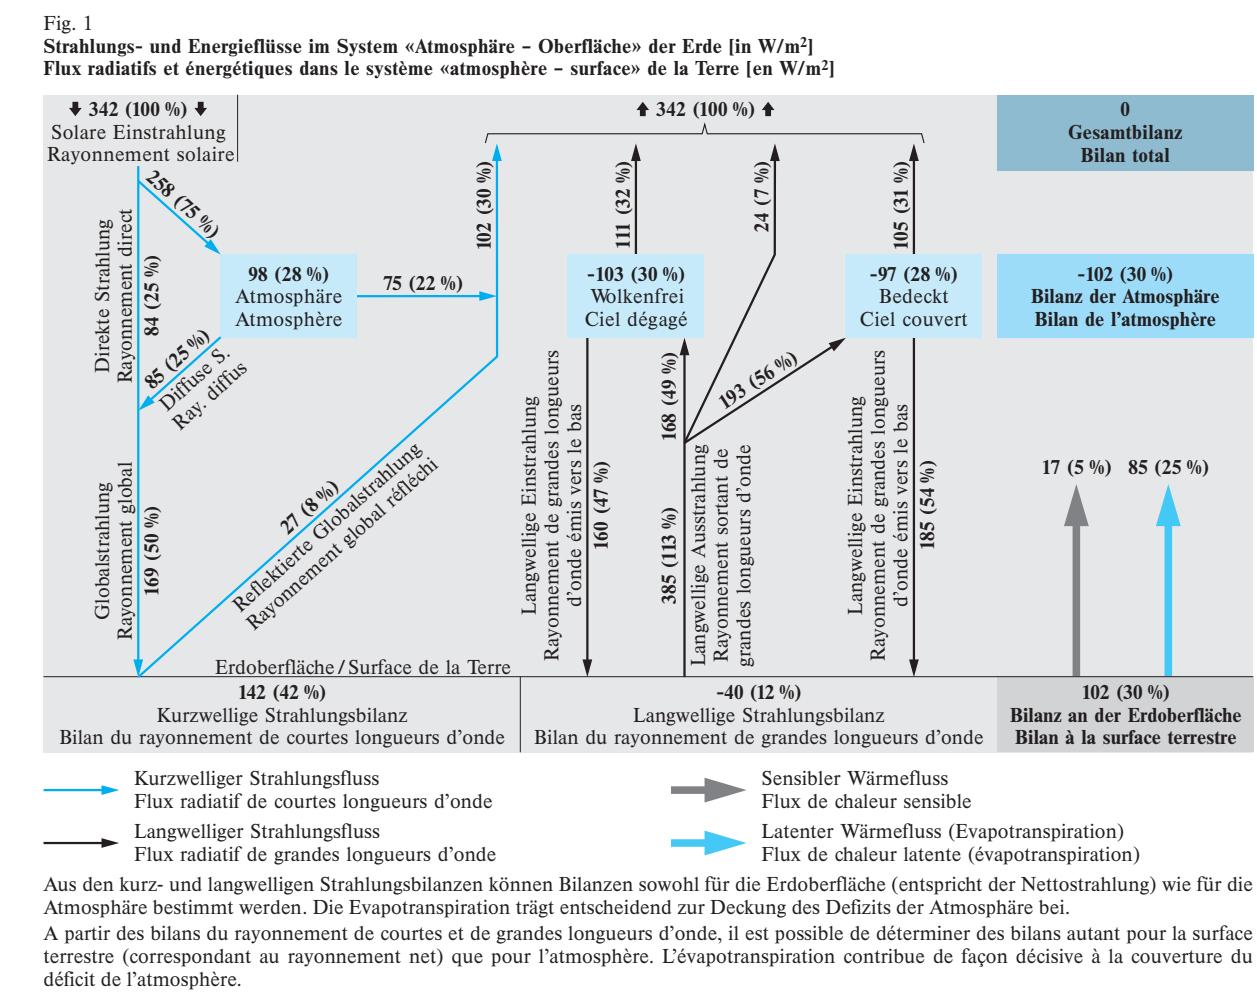 Fig. 1
Strahlungs- und Energieflüsse im System «Atmosphäre – Oberfläche» der Erde [in W/m²]
Flux radiatifs et énergétiques dans le système «atmosphère – surface» de la Terre [en W/m²]
342 (100 %)
Solare Einstrahlung
Rayonnement solaire
342 (100 %)
0
Gesamtbilanz
Bilan total
258 (75 %)
Direkte Strahlung
Rayonnement direct
84 (25 %)
98 (28 %)
Atmosphäre
Atmosphère
75 (22 %)
102 (30 %)
85 (25%)
Diffuse S.
Ray. diffus
Globalstrahlung
Rayonnement global
169 (50 %)
27 (8%)
Reflektierte Globalstrahlung
Rayonnement global réfléchi
111 (32 %)
24 (7 %)
105 (31 %)
-103 (30 %)
Wolkenfrei
Ciel dégagé
-97 (28 %)
Bedeckt
Ciel couvert
-102 (30 %)
Bilanz der Atmosphäre
Bilan de l’atmosphère
Langwellige Einstrahlung
Rayonnement de grandes longueurs
d’onde émis vers le bas
160 (47 %)
168 (49 %)
193 (56 %)
385 (113 %)
Langwellige Ausstrahlung
Rayonnement sortant de
grandes longueurs d’onde
Langwellige Einstrahlung
Rayonnement de grandes longueurs
d’onde émis vers le bas
185 (54 %)
17 (5 %)
85 (25 %)
Erdoberfläche / Surface de la Terre
142 (42 %)
Kurzwellige Strahlungsbilanz
Bilan du rayonnement de courtes longueurs d’onde
-40 (12 %)
Langwellige Strahlungsbilanz
Bilan du rayonnement de grandes longueurs d’onde
102 (30 %)
Bilanz an der Erdoberfläche
Bilan à la surface terrestre
Kurzwelliger Strahlungsfluss
Flux radiatif de courtes longueurs d’onde
Langwelliger Strahlungsfluss
Flux radiatif de grandes longueurs d’onde
Sensibler Wärmefluss
Flux de chaleur sensible
Latenter Wärmefluss (Evapotranspiration)
Flux de chaleur latente (évapotranspiration)
Aus den kurz- und langwelligen Strahlungsbilanzen können Bilanzen sowohl für die Erdoberfläche (entspricht der Nettostrahlung) wie für die
Atmosphäre bestimmt werden. Die Evapotranspiration trägt entscheidend zur Deckung des Defizits der Atmosphäre bei.
A partir des bilans du rayonnement de courtes et de grandes longueurs d’onde, il est possible de déterminer des bilans autant pour la surface
terrestre (correspondant au rayonnement net) que pour l’atmosphère. L’évapotranspiration contribue de façon décisive à la couverture du
déficit de l’atmosphère.